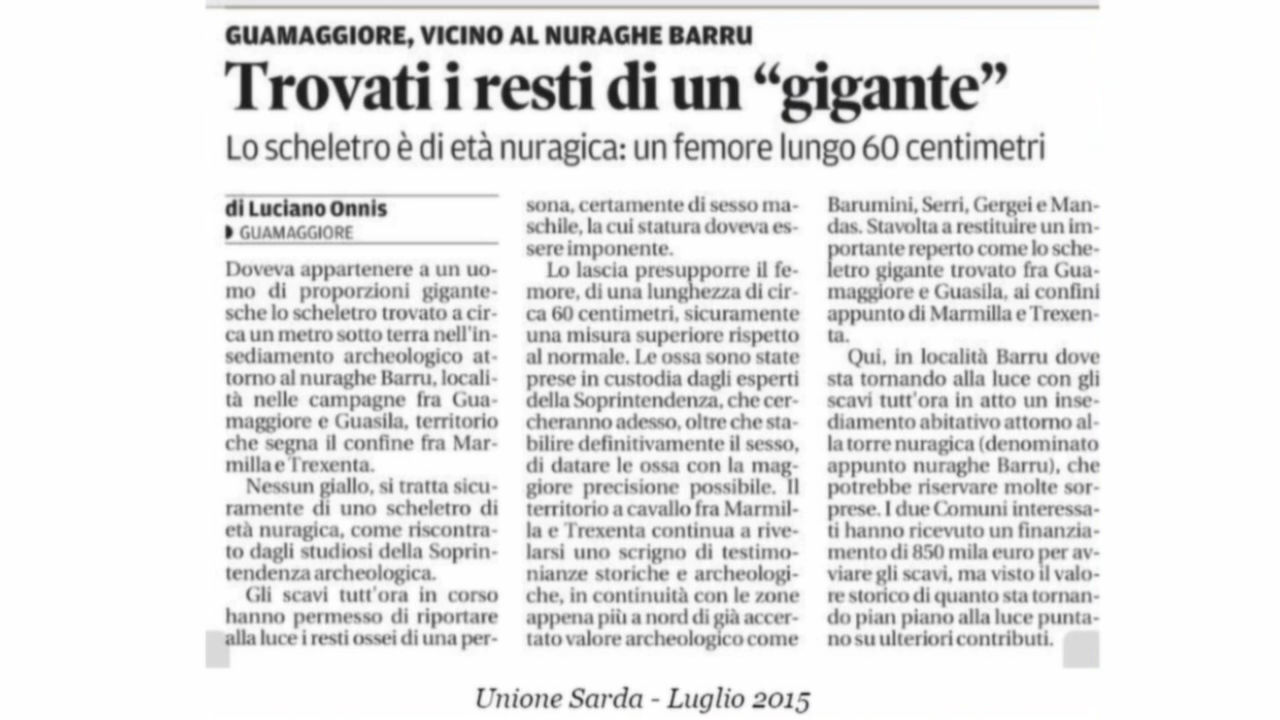 GUAMAGGIORE, VICINO AL NURAGHE BARRU
Trovati i resti di un “gigante”
Lo scheletro è di età nuragica: un femore lungo 60 centimetri
di Luciano Onnis
GUAMAGGIORE
Doveva appartenere a un uo-
mo di proporzioni gigante-
sche lo scheletro trovato a cir-
ca un metro sotto terra nell'in-
sediamento archeologico at-
torno al nuraghe Barru, locali-
tà nelle campagne fra Gua-
maggiore e Guasila, territorio
che segna il confine fra Mar-
milla e Trexenta.
Nessun giallo, si tratta sicu-
ramente di uno scheletro di
età nuragica, come riscontra-
to dagli studiosi della Soprin-
tendenza archeologica.
Gli scavi tutt'ora in corso
hanno permesso di riportare
alla luce i resti ossei di una per-
sona, certamente di sesso ma-
schile, la cui statura doveva es-
sere imponente.
Lo lascia presupporre il fe-
more, di una lunghezza di cir-
ca 60 centimetri, sicuramente
una misura superiore rispetto
al normale. Le ossa sono state
prese in custodia dagli esperti
della Soprintendenza, che cer-
cheranno adesso, oltre che sta-
bilire definitivamente il sesso,
di datare le ossa con la mag-
giore precisione possibile. Il
territorio a cavallo fra Marmil-
la e Trexenta continua a rive-
larsi uno scrigno di testimo-
nianze storiche e archeologi-
che, in continuità con le zone
appena più a nord di già accer-
tato valore archeologico come
Barumini, Serri, Gergei e Man-
das. Stavolta a restituire un im-
portante reperto come lo sche-
letro gigante trovato fra Gua-
maggiore e Guasila, ai confini
appunto di Marmilla e Trexen-
ta.
Qui, in località Barru dove
sta tornando alla luce con gli
scavi tutt'ora in atto un inse-
diamento abitativo attorno al-
la torre nuragica (denominato
appunto nuraghe Barru), che
potrebbe riservare molte sor-
prese. I due Comuni interessa-
ti hanno ricevuto un finanzia-
mento di 850 mila euro per av-
viare gli scavi, ma visto il valo-
re storico di quanto sta tornan-
do pian piano alla luce punta-
no su ulteriori contributi.
Unione Sarda - Luglio 2015